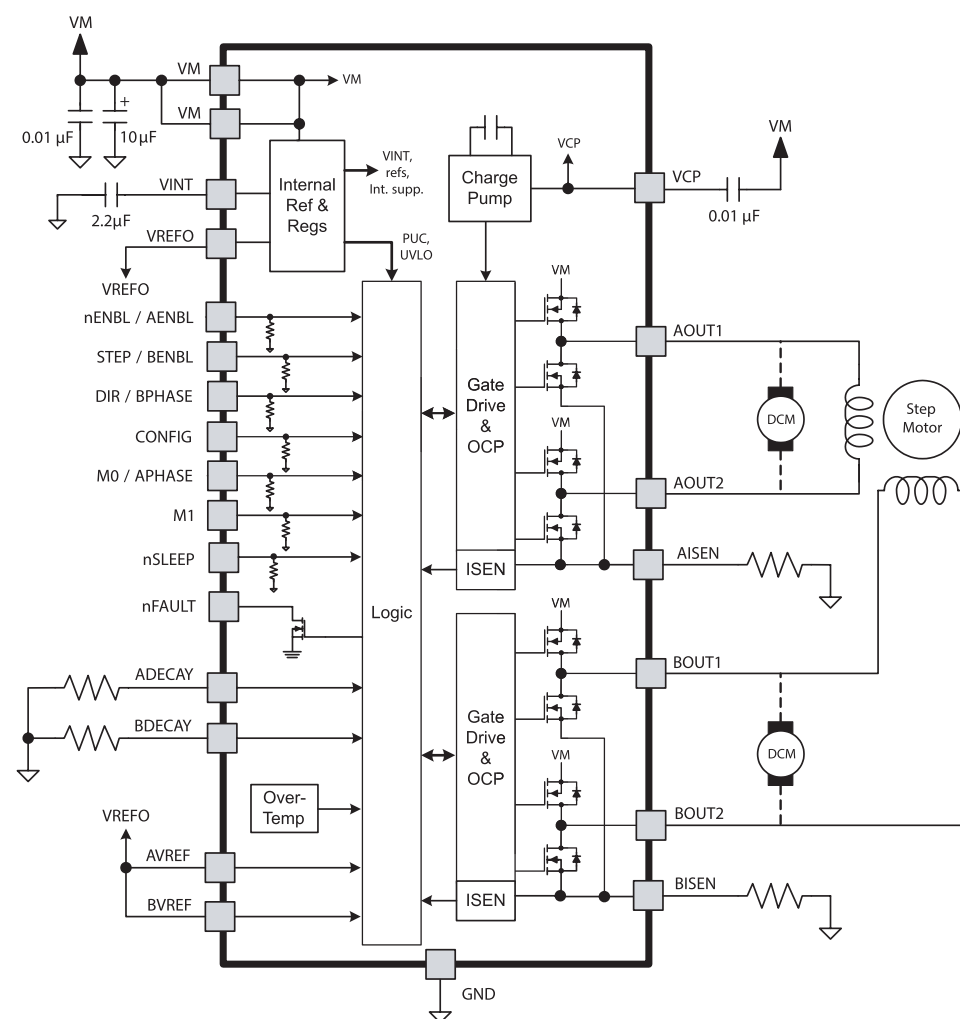 VM
VM
VM
VM
0.01 µF
+
10µF
VINT
2.2µF
VREFO
VREFO
Internal
Ref &
Regs
VINT,
refs,
Int. supp.
PUC,
UVLO
Charge
Pump
VCP
VCP
VM
0.01 µF
nENBL / AENBL
STEP / BENBL
DIR / BPHASE
CONFIG
M0 / APHASE
M1
nSLEEP
nFAULT
ADECAY
BDECAY
Over-
Temp
VREFO
AVREF
BVREF
Logic
Gate
Drive
&
OCP
ISEN
VM
VM
AOUT1
DCM
Step
Motor
AOUT2
AISEN
Gate
Drive
&
OCP
ISEN
VM
VM
BOUT1
DCM
BOUT2
BISEN
GND